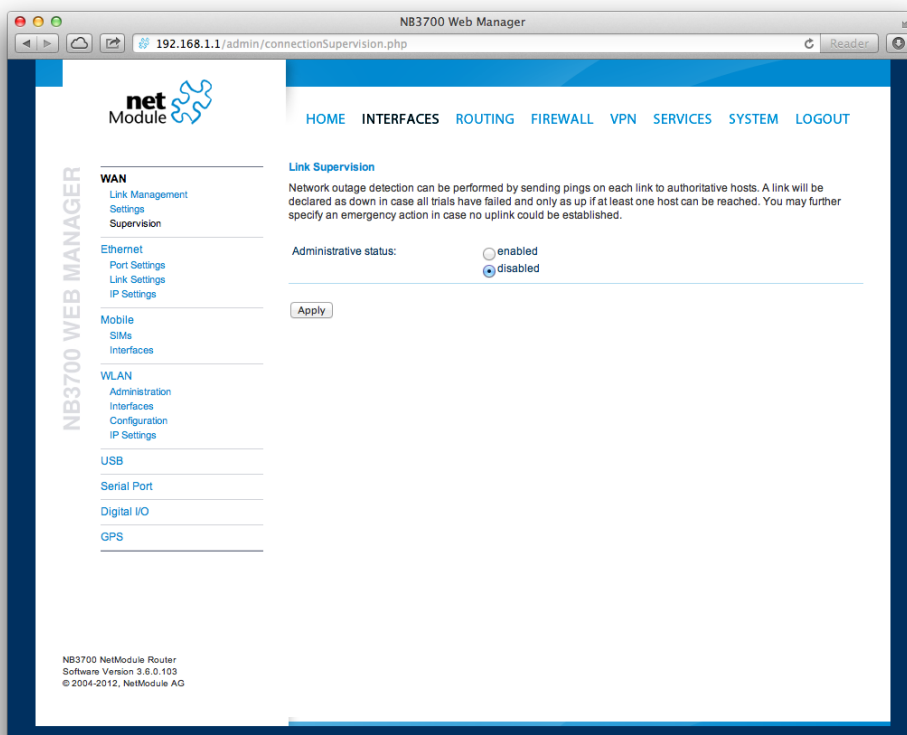 NB3700 Web Manager
192.168.1.1/admin/connectionSupervision.php
Reader
net
Module
HOME INTERFACES ROUTING FIREWALL VPN SERVICES SYSTEM LOGOUT
NB3700 WEB MANAGER
WAN
Link Management
Settings
Supervision
Ethernet
Port Settings
Link Settings
IP Settings
Mobile
SIMs
Interfaces
WLAN
Administration
Interfaces
Configuration
IP Settings
USB
Serial Port
Digital I/O
GPS
Link Supervision
Network outage detection can be performed by sending pings on each link to authoritative hosts. A link will be
declared as down in case all trials have failed and only as up if at least one host can be reached. You may further
specify an emergency action in case no uplink could be established.
Administrative status:
enabled
disabled
Apply
NB3700 NetModule Router
Software Version 3.6.0.103
© 2004-2012, NetModule AG